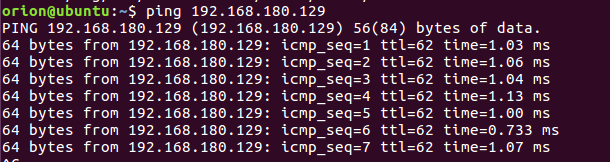 orion@ubuntu:~$ ping 192.168.180.129
PING 192.168.180.129 (192.168.180.129) 56(84) bytes of data.
64 bytes from 192.168.180.129: icmp_seq=1 ttl=62 time=1.03 ms
64 bytes from 192.168.180.129: icmp_seq=2 ttl=62 time=1.06 ms
64 bytes from 192.168.180.129: icmp_seq=3 ttl=62 time=1.04 ms
64 bytes from 192.168.180.129: icmp_seq=4 ttl=62 time=1.13 ms
64 bytes from 192.168.180.129: icmp_seq=5 ttl=62 time=1.00 ms
64 bytes from 192.168.180.129: icmp_seq=6 ttl=62 time=0.733 ms
64 bytes from 192.168.180.129: icmp_seq=7 ttl=62 time=1.07 ms